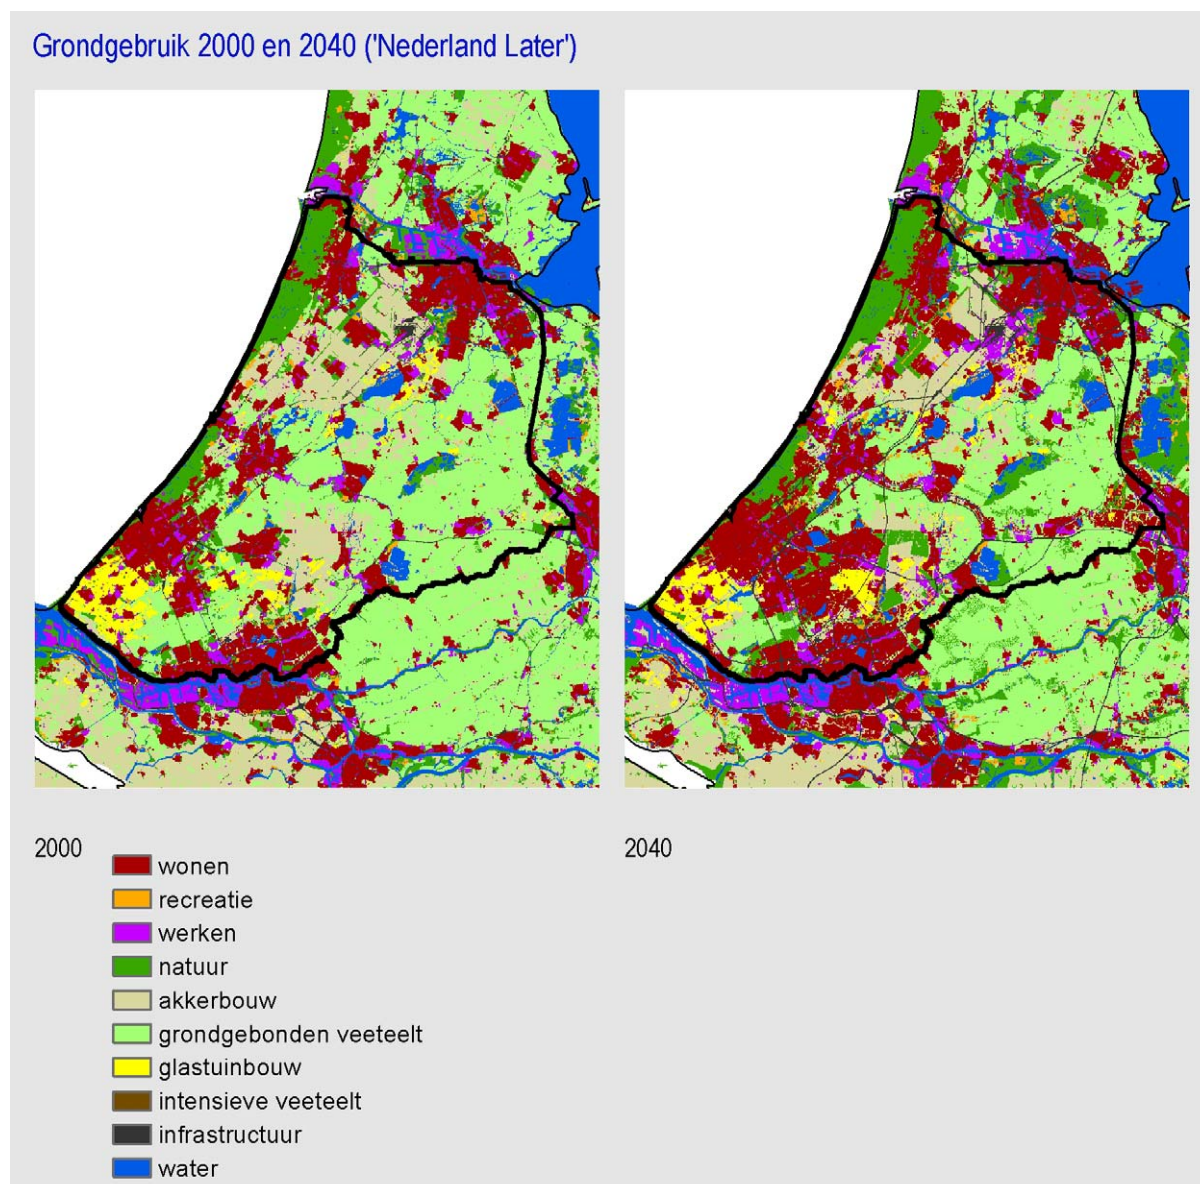 Grondgebruik 2000 en 2040 ('Nederland Later')
2000
2040
wonen
recreatie
werken
natuur
akkerbouw
grondgebonden veeteelt
glastuinbouw
intensieve veeteelt
infrastructuur
water